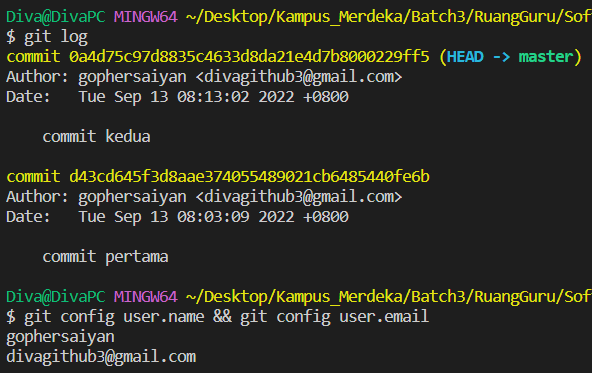 Diva@DivaPC MINGW64 ~/Desktop/Kampus_Merdeka/Batch3/RuangGuru/Sof
$ git log
commit 0a4d75c97d8835c4633d8da21e4d7b8000229ff5 (HEAD -> master)
Author: gophersaiyan <divagithub3@gmail.com>
Date:   Tue Sep 13 08:13:02 2022 +0800
commit kedua
commit d43cd645f3d8aae374055489021cb6485440fe6b
Author: gophersaiyan <divagithub3@gmail.com>
Date:   Tue Sep 13 08:03:09 2022 +0800
commit pertama
Diva@DivaPC MINGW64 ~/Desktop/Kampus_Merdeka/Batch3/RuangGuru/Sof
$ git config user.name && git config user.email
gophersaiyan
divagithub3@gmail.com